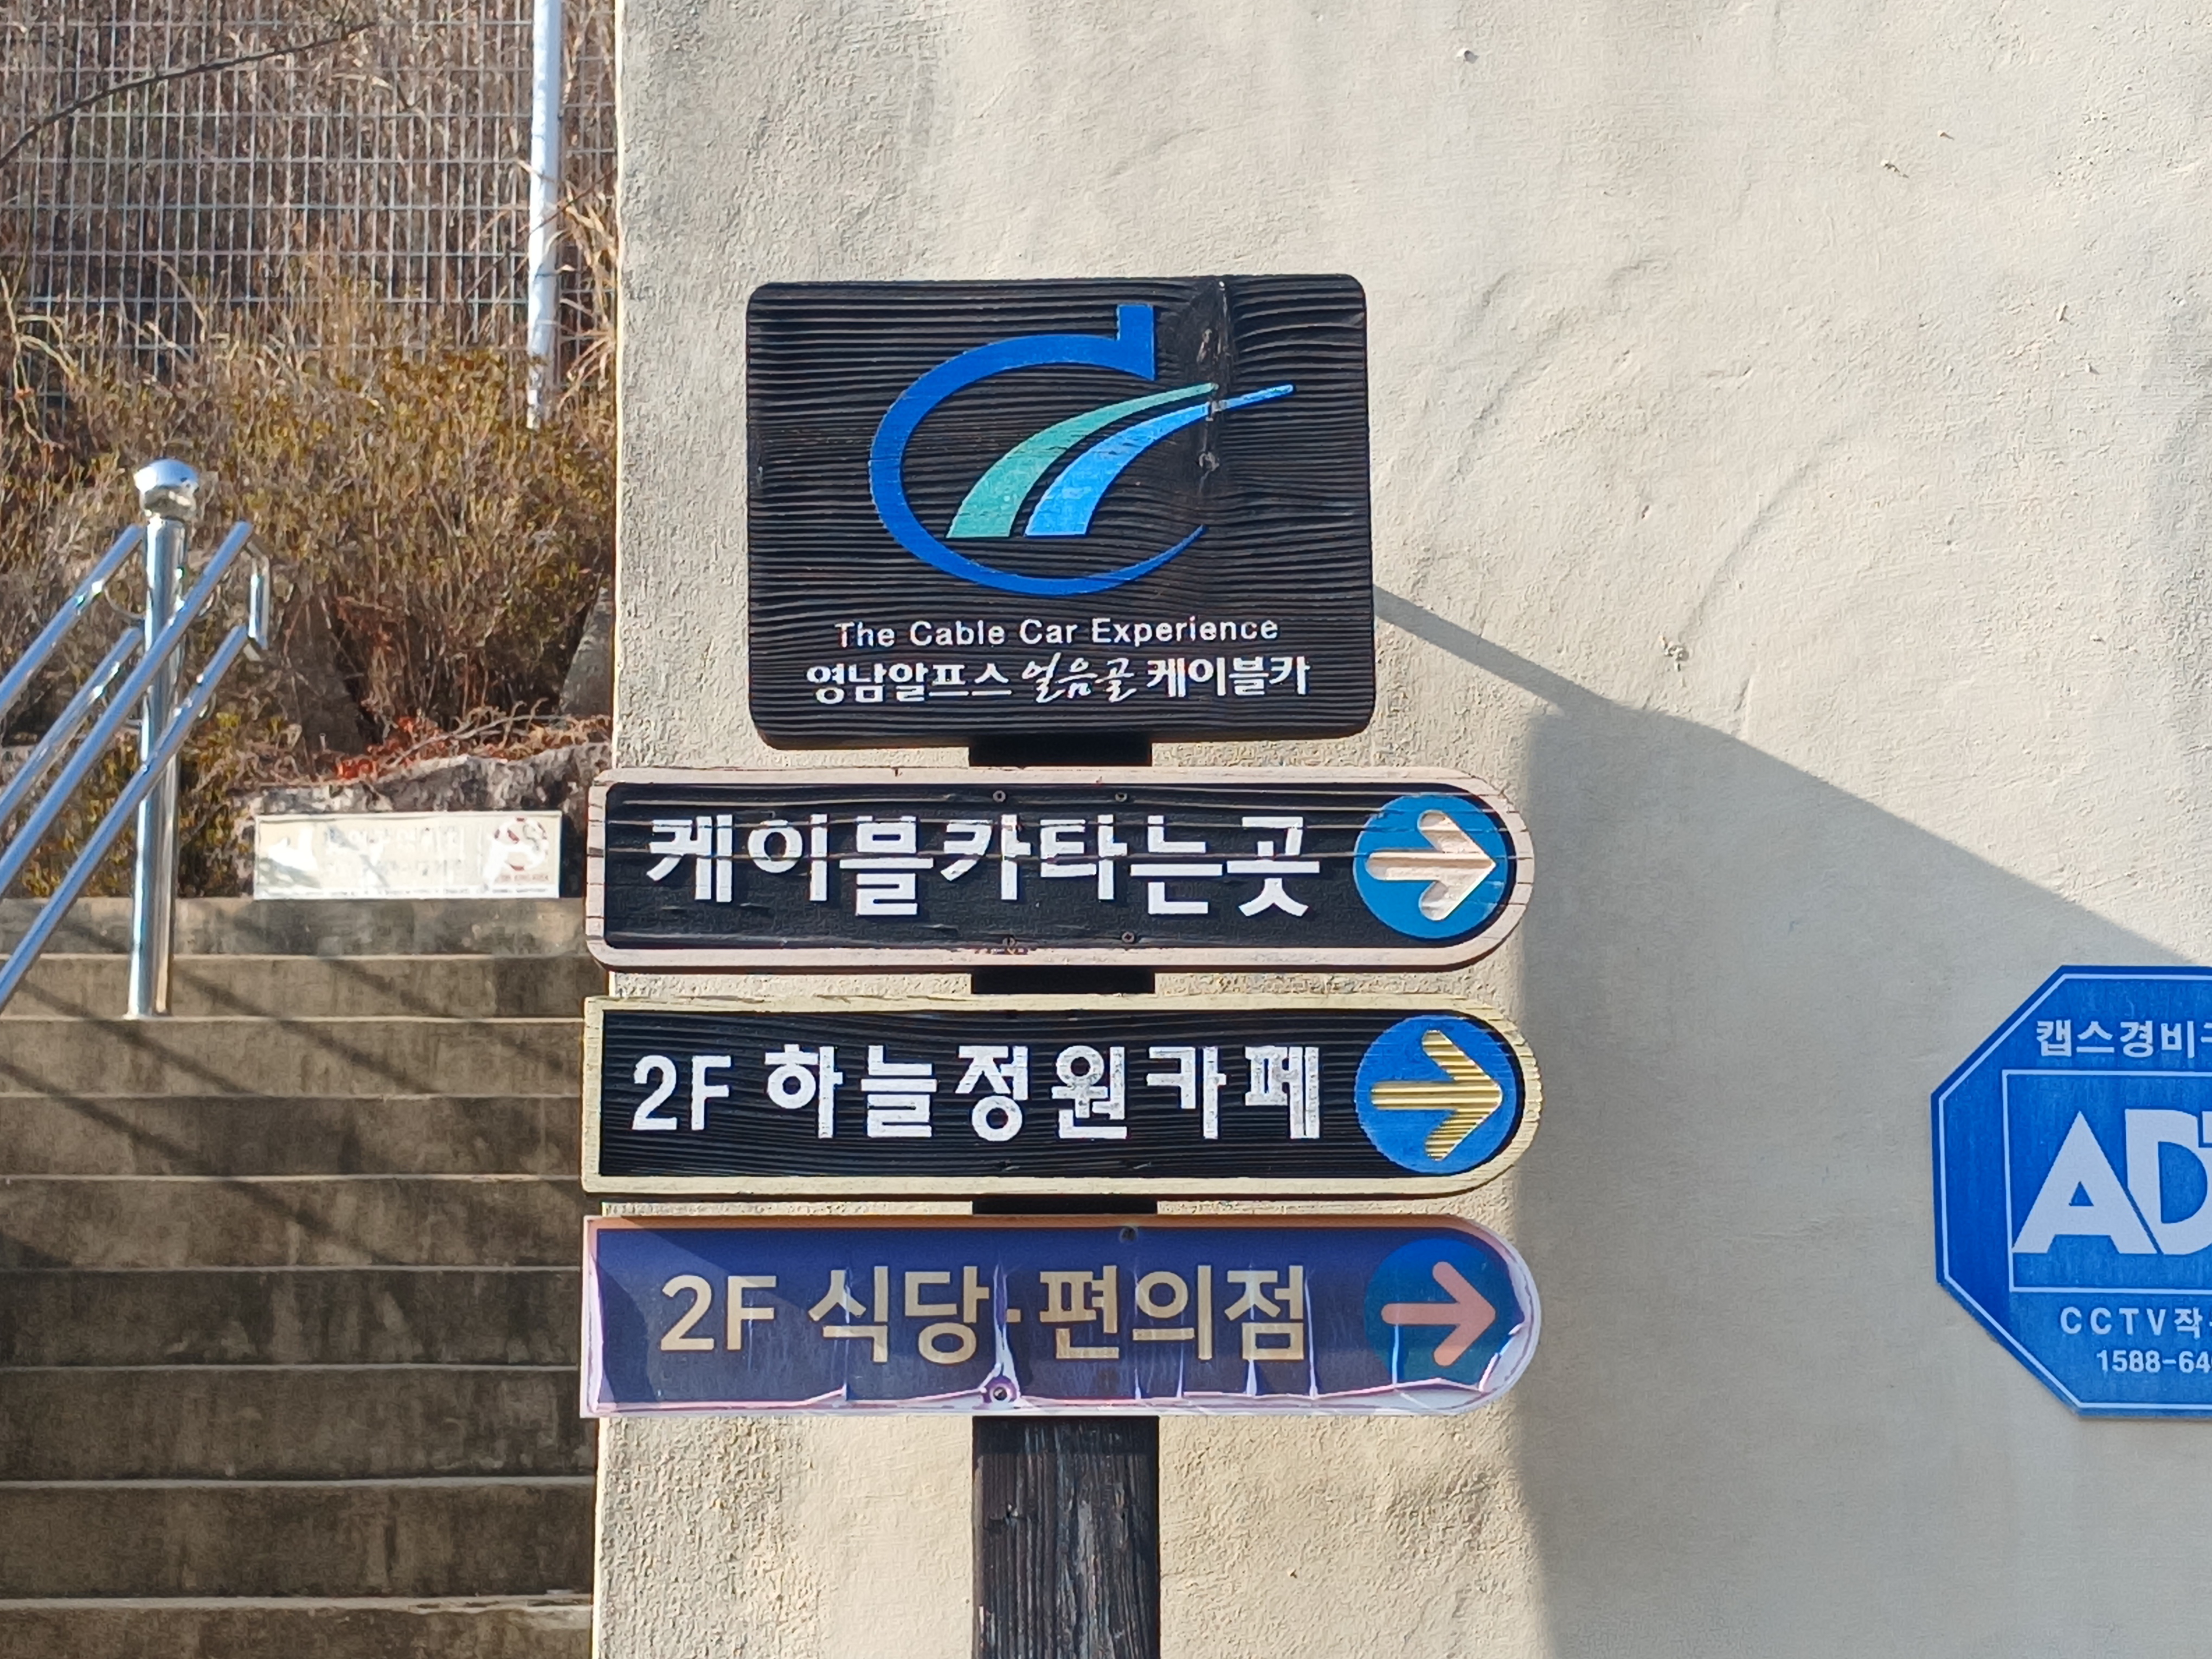 The Cable Car Experience
영남알프스 얼음골 케이블카
케이블카타는곳
2F 하늘정원카페
2F 식당·편의점
캡스경비구
ADT
CCTV작
1588-64